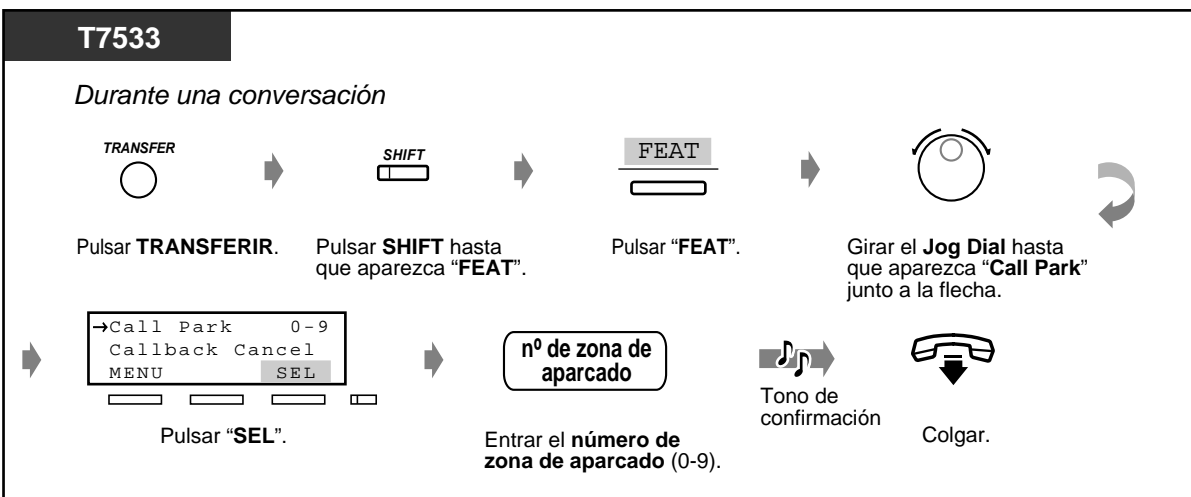 T7533
Durante una conversación
TRANSFER
SHIFT
FEAT
Pulsar TRANSFERIR.
Pulsar SHIFT hasta
que aparezca “FEAT”.
Pulsar “FEAT”.
Girar el Jog Dial hasta
que aparezca “Call Park”
junto a la flecha.
→Call Park 0-9
Callback Cancel
MENU SEL
Pulsar “SEL”.
nº de zona de
aparcado
Entrar el número de
zona de aparcado (0-9).
Tono de
confirmación
Colgar.